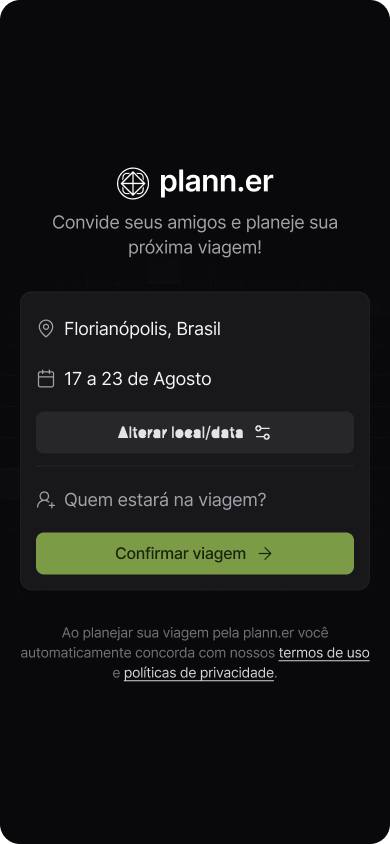 plann.er
Convide seus amigos e planeje sua
próxima viagem!
Florianópolis, Brasil
17 a 23 de Agosto
Alterar local/data
Quem estará na viagem?
Confirmar viagem
Ao planejar sua viagem pela plann.er você
automaticamente concorda com nossos termos de uso
e políticas de privacidade.